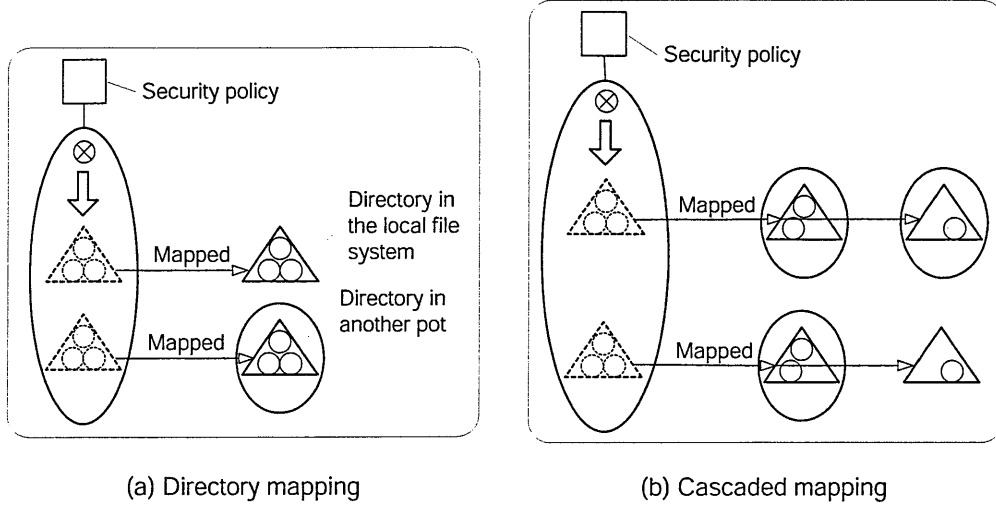 Security policy
Directory in
the local file
system
Mapped
Directory in
another pot
Mapped
(a) Directory mapping
Security policy
Mapped
Mapped
(b) Cascaded mapping